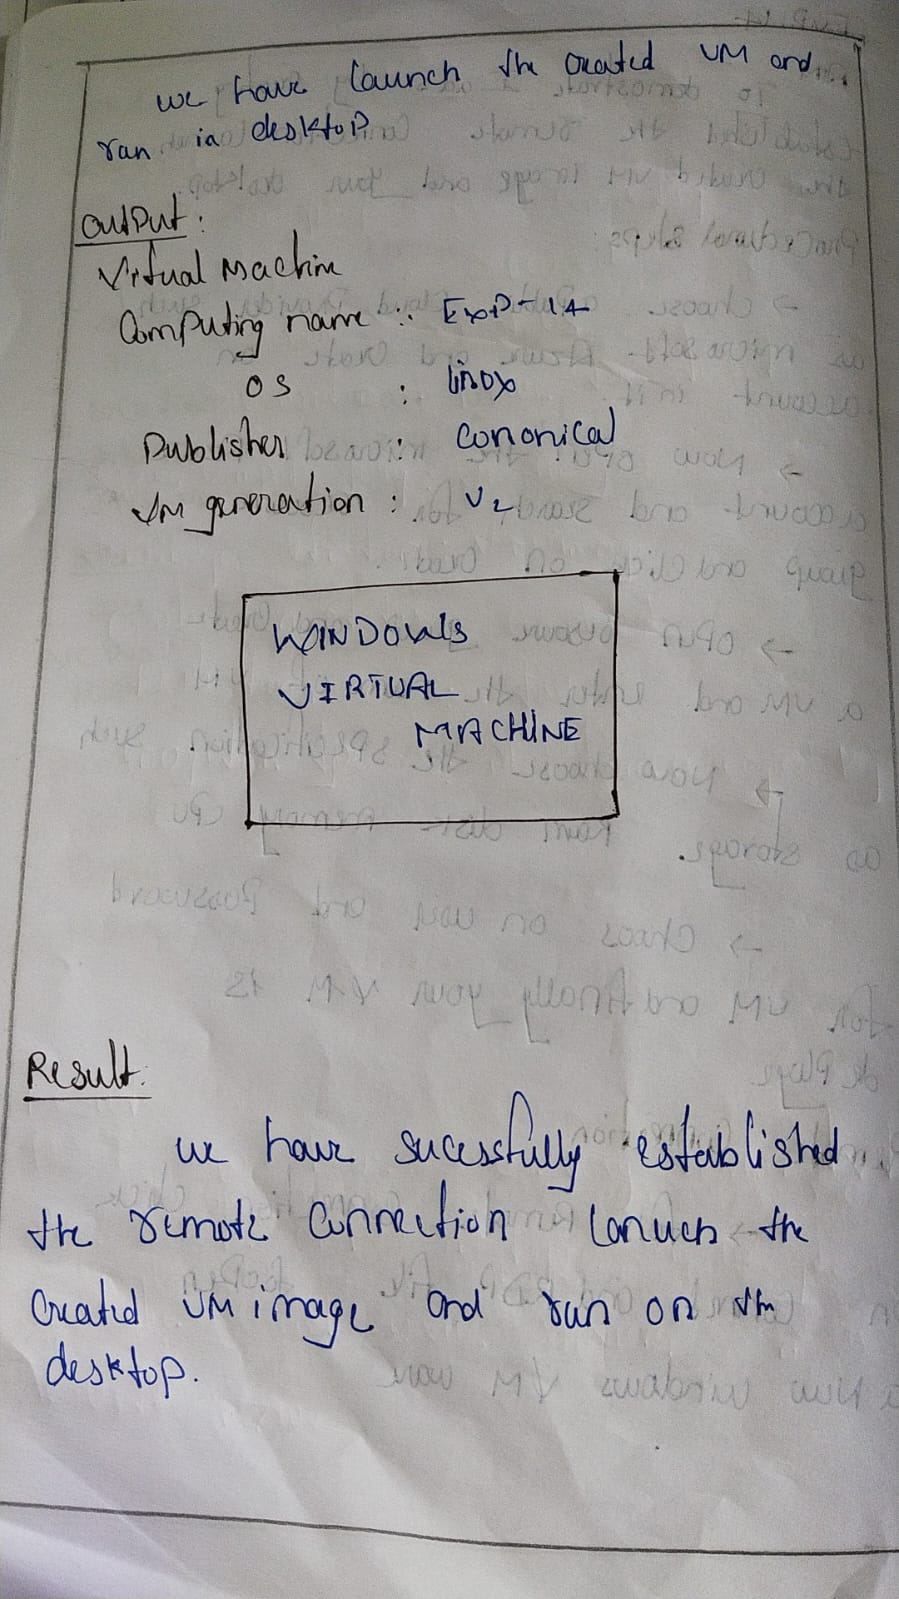 we have launch the created VM and
ran in desktop
OUTPUT:
Virtual Machine
Computing name : ExP-14
OS : linox
Publisher : Cononical
VM generation : V2
WINDOWS
VIRTUAL
MACHINE
Result:
we have sucessfully established
the remote connection lanuch the
Created VM image and run on the
desktop.